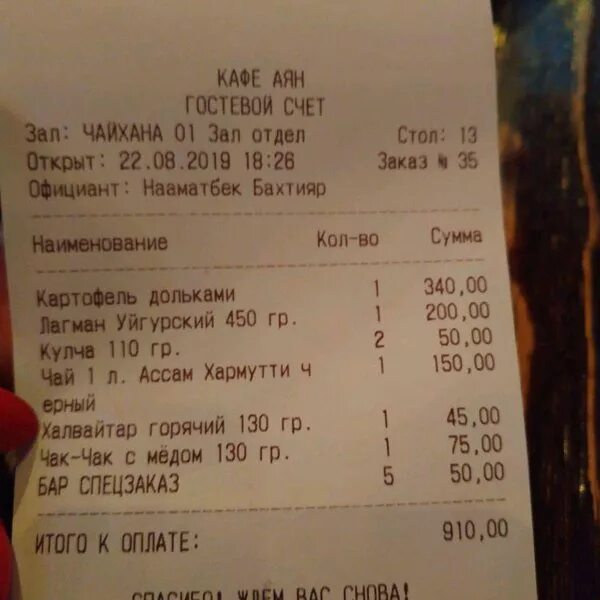 КАФЕ АЯН
ГОСТЕВОЙ СЧЕТ
Зал: ЧАЙХАНА 01 Зал отдел Стол: 13
Открыт: 22.08.2019 18:26 Заказ № 35
Официант: Нааматбек Бахтияр
Наименование Кол-во Сумма
Картофель дольками 1 340,00
Лагман Уйгурский 450 гр. 1 200,00
Кулча 110 гр. 2 50,00
Чай 1 л. Ассам Хармутти ч 1 150,00
ерный
Халвайтар горячий 130 гр. 1 45,00
Чак-Чак с мёдом 130 гр. 1 75,00
БАР СПЕЦЗАКАЗ 5 50,00
ИТОГО К ОПЛАТЕ: 910,00
СПАСИБО! ЖДЕМ ВАС СНОВА!